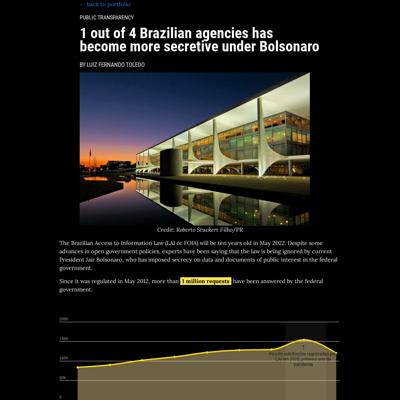 ← back to portfolio
PUBLIC TRANSPARENCY
1 out of 4 Brazilian agencies has
become more secretive under Bolsonaro
BY LUIZ FERNANDO TOLEDO
Credit: Roberto Stuckert Filho/PR
The Brazilian Access to Information Law (LAI or FOIA) will be ten years old in May 2022. Despite some
advances in open government policies, experts have been saying that the law is being ignored by current
President Jair Bolsonaro, who has imposed secrecy on data and documents of public interest in the federal
government.
Since it was regulated in May 2012, more than 1 million requests have been answered by the federal
government.
200K
150K
100K
50K
0